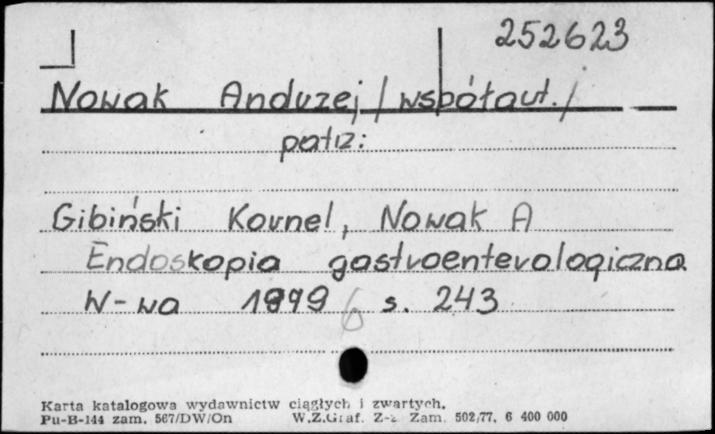 252623
Nowak Andrzej /współaut./
patrz:
Gibiński Kornel, Nowak A
Endoskopia gastroenterologiczna
W-wa 1979 6 s. 243
Karta katalogowa wydawnictw ciągłych i zwartych.
Pu-B-144 zam. 567/DW/On W.Z.Graf. Z-z Zam. 502/77, 6 400 000